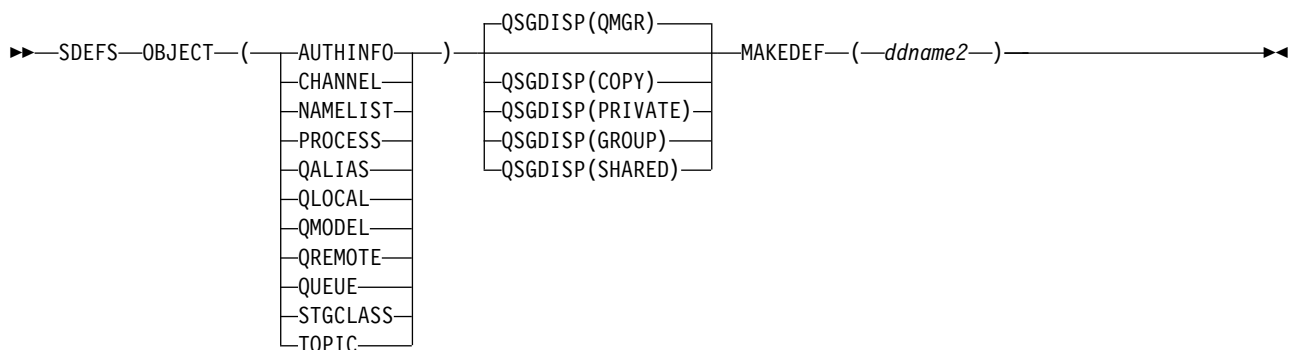 QSGDISP(QMGR)
SDEFS OBJECT ( AUTHINFO ) MAKEDEF ( ddname2 )
CHANNEL QSGDISP(COPY)
NAMELIST QSGDISP(PRIVATE)
PROCESS QSGDISP(GROUP)
QALIAS QSGDISP(SHARED)
QLOCAL
QMODEL
QREMOTE
QUEUE
STGCLASS
TOPIC